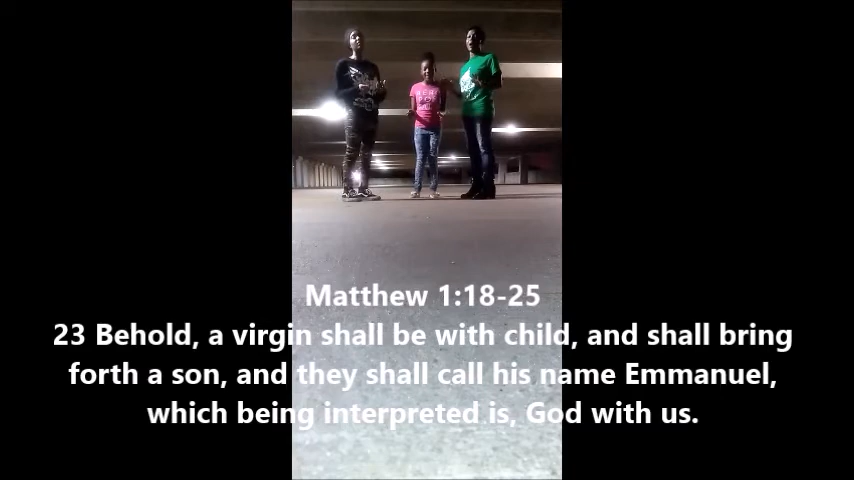 Matthew 1:18-25
23 Behold, a virgin shall be with child, and shall bring
forth a son, and they shall call his name Emmanuel,
which being interpreted is, God with us.